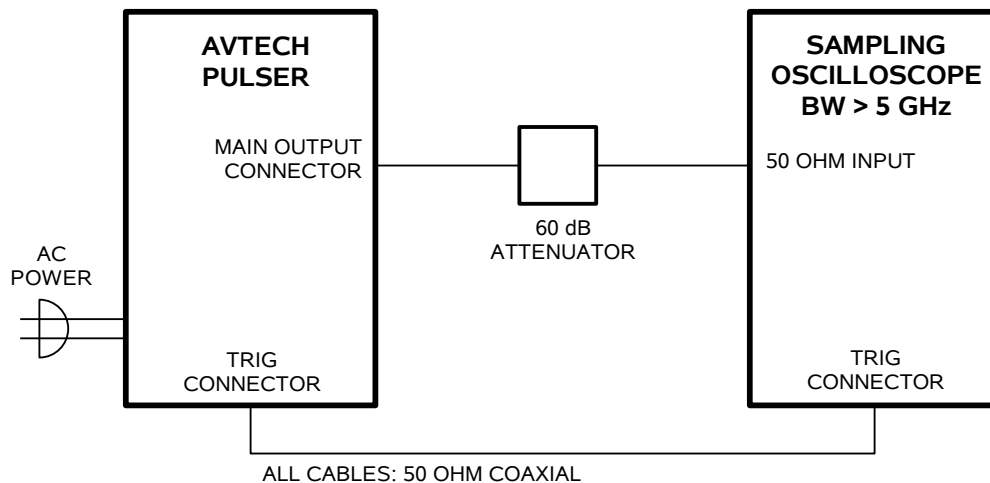 AVTECH
PULSER
SAMPLING
OSCILLOSCOPE
BW > 5 GHz
MAIN OUTPUT
CONNECTOR
50 OHM INPUT
60 dB
ATTENUATOR
AC
POWER
TRIG
CONNECTOR
TRIG
CONNECTOR
ALL CABLES: 50 OHM COAXIAL